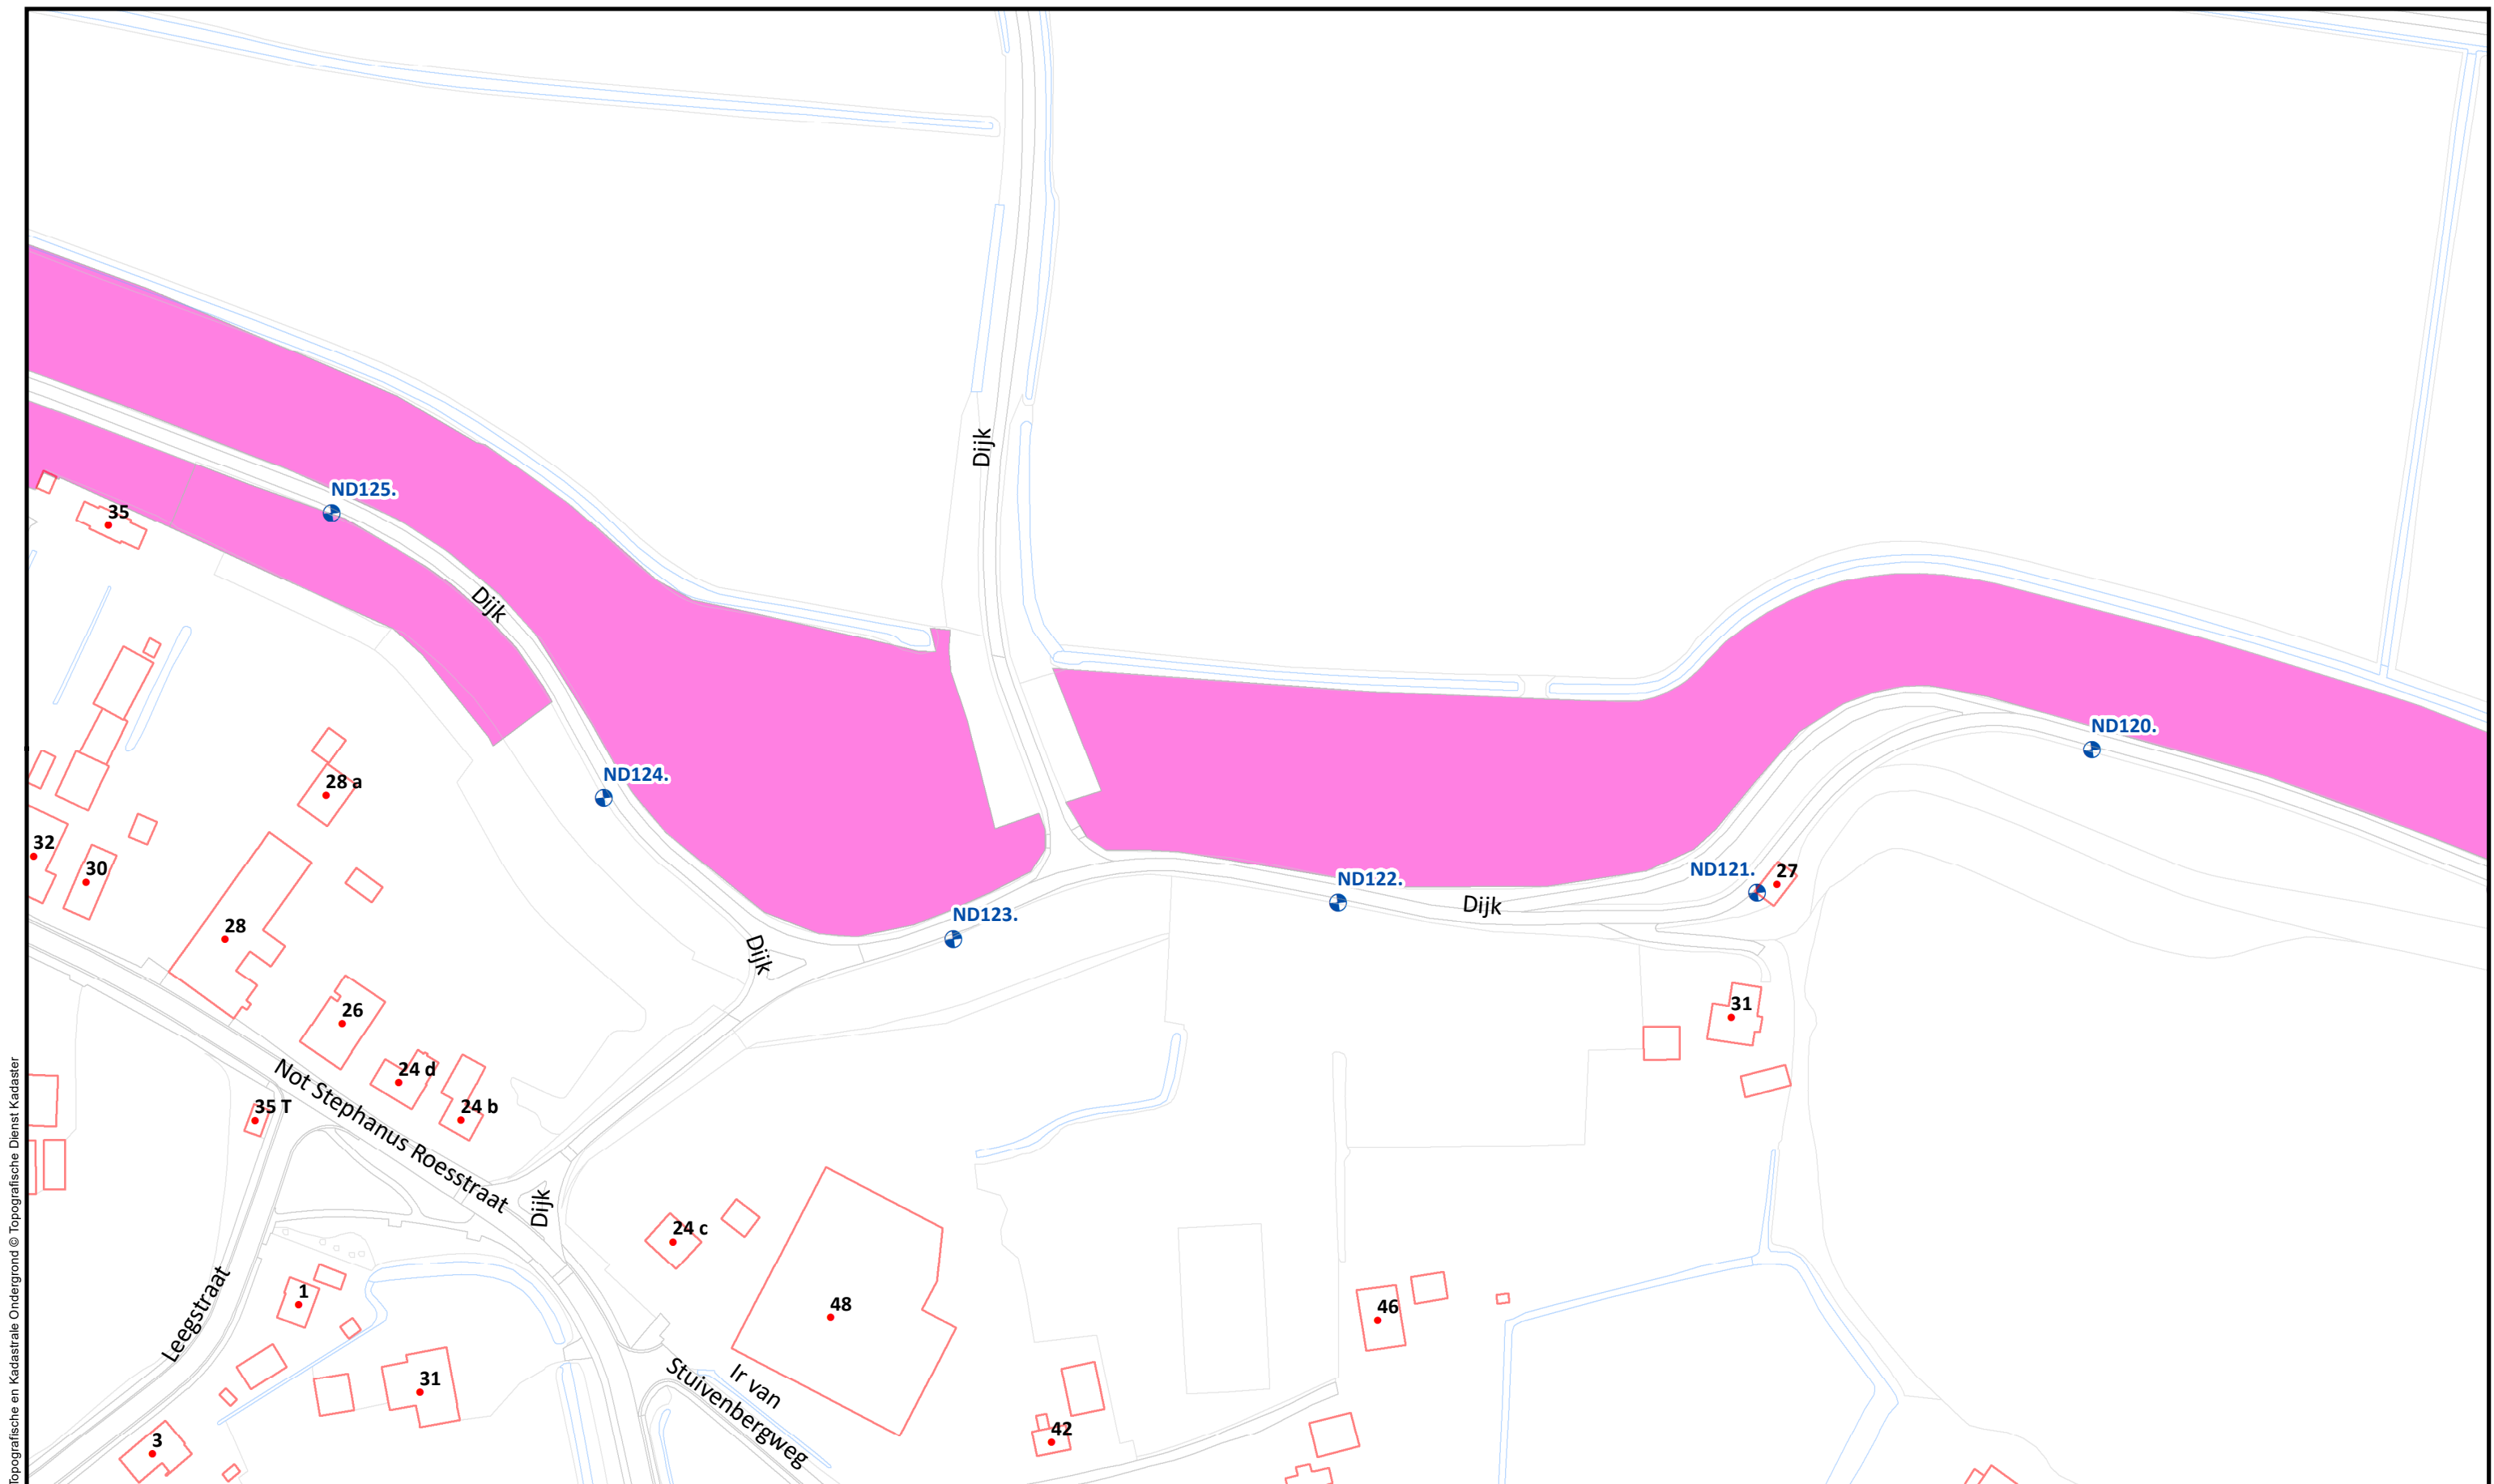 Dijk
ND125.
35
Dijk
ND120.
28 a
ND124.
32
30
ND121.
27
ND122.
Dijk
ND123.
28
Dijk
31
26
24 d
24 b
35 T
Not Stephanus Roesstraat
Dijk
24 c
Leegstraat
1
48
46
31
Ir van
Stuivenbergweg
42
3
Topografische en Kadastrale Ondergrond © Topografische Dienst Kadaster